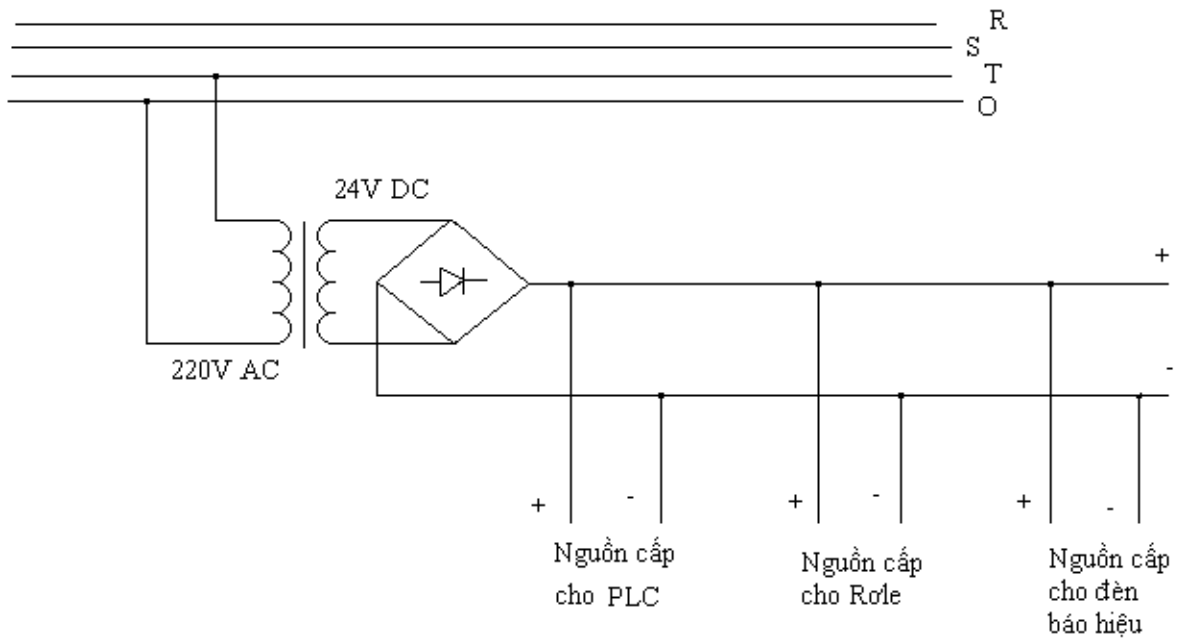 R
S
T
O
24V DC
220V AC
+
-
+
-
+
-
+
-
Nguồn cấp
cho PLC
Nguồn cấp
cho Rơle
Nguồn cấp
cho đèn
báo hiệu